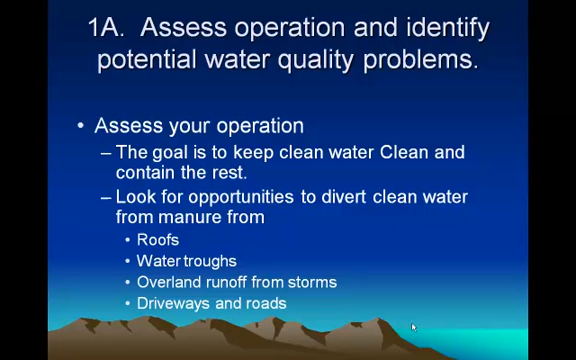 1A.  Assess operation and identify
potential water quality problems.
• Assess your operation
– The goal is to keep clean water Clean and
contain the rest.
– Look for opportunities to divert clean water
from manure from
• Roofs
• Water troughs
• Overland runoff from storms
• Driveways and roads